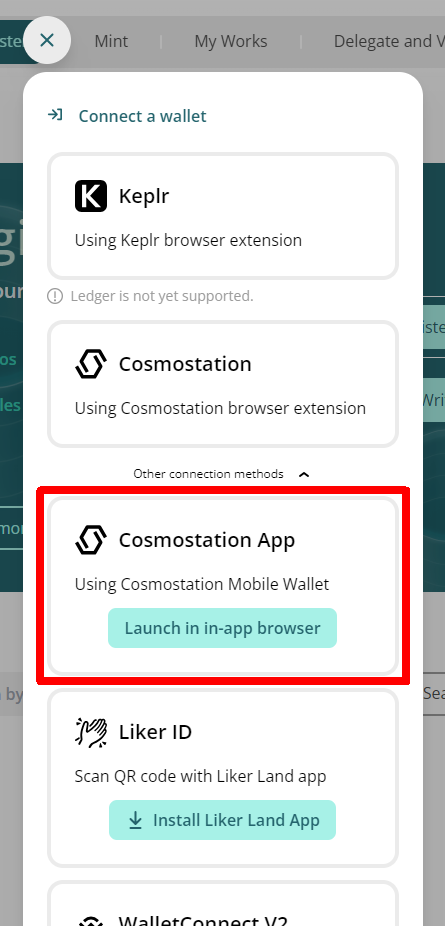 Mint | My Works | Delegate and V
Connect a wallet
Keplr
Using Keplr browser extension
Ledger is not yet supported.
Cosmostation
Using Cosmostation browser extension
Other connection methods
Cosmostation App
Using Cosmostation Mobile Wallet
Launch in in-app browser
Liker ID
Scan QR code with Liker Land app
Install Liker Land App
WalletConnect V2